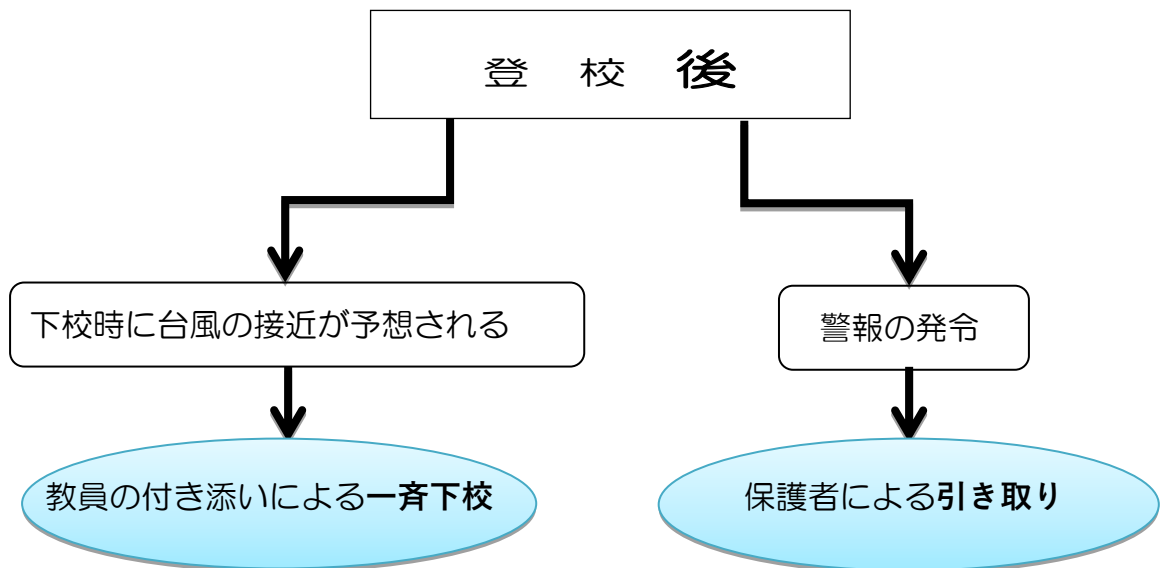 登 校 後
下校時に台風の接近が予想される
警報の発令
教員の付き添いによる一斉下校
保護者による引き取り